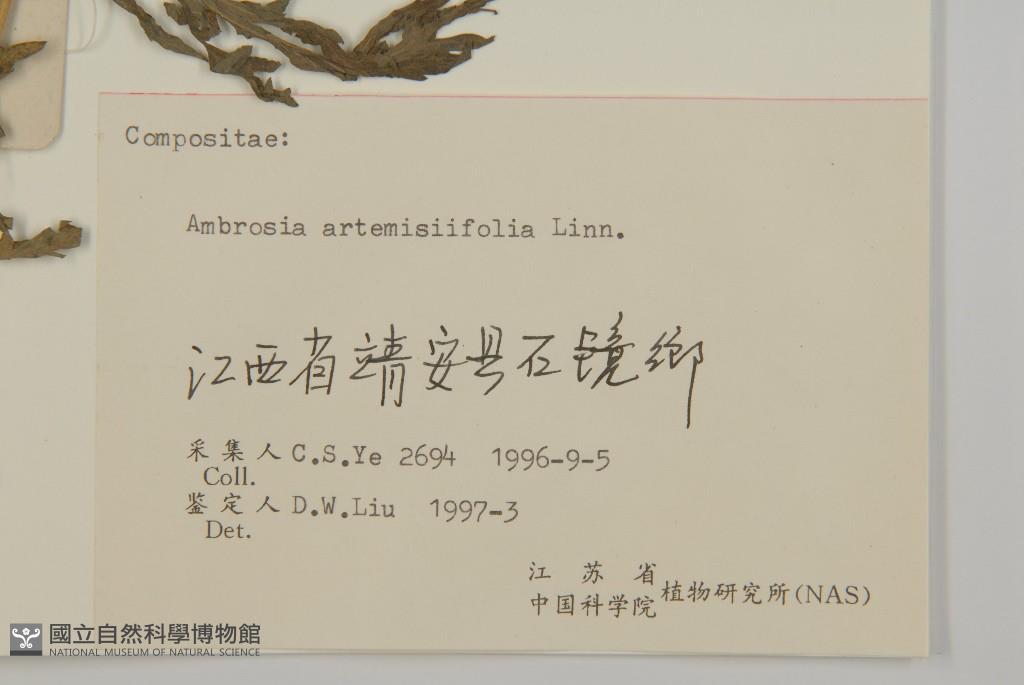 Compositae:
Ambrosia artemisiifolia Linn.
江西省靖安县石镜鄉
采集人 C.S.Ye 2694 1996-9-5
Coll.
鉴定人 D.W.Liu 1997-3
Det.
江苏省
中国科学院 植物研究所(NAS)
國立自然科學博物館
NATIONAL MUSEUM OF NATURAL SCIENCE